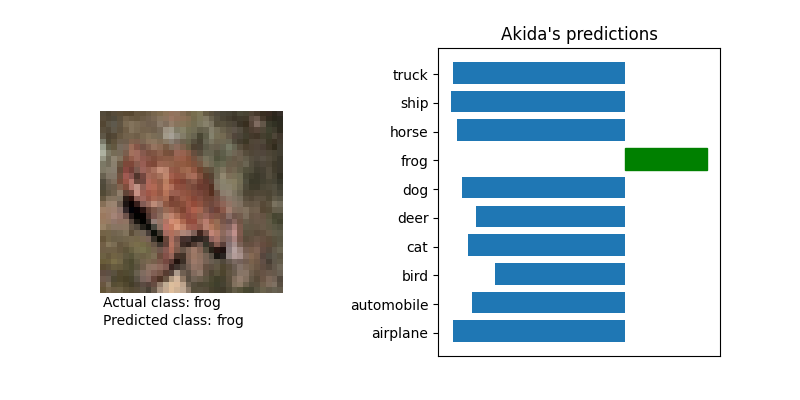 Akida's predictions
truck
ship
horse
frog
dog
deer
cat
bird
automobile
airplane
Actual class: frog
Predicted class: frog